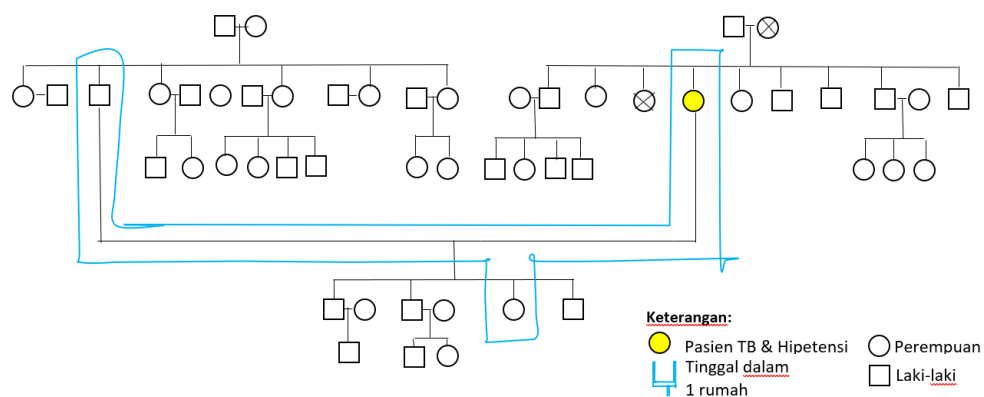 Keterangan:
Pasien TB & Hipetensi
Perempuan
Tinggal dalam
1 rumah
Laki-laki